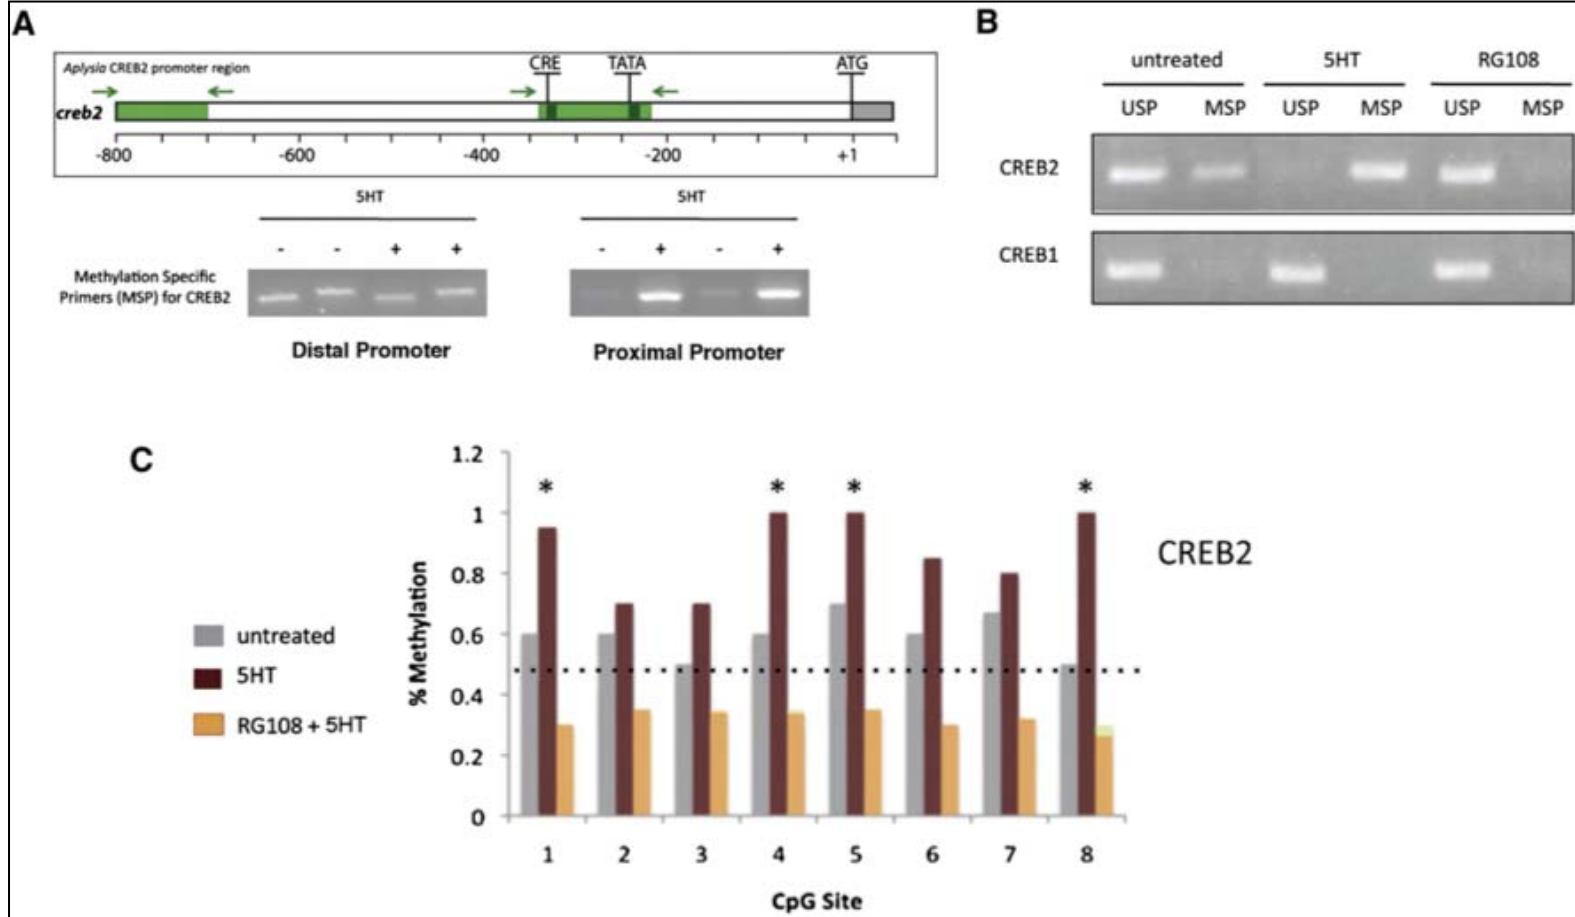 A
Aplysia CREB2 promoter region
CRE TATA ATG
creb2
-800 -600 -400 -200 +1
5HT 5HT
- - + + - + - +
Methylation Specific
Primers (MSP) for CREB2
Distal Promoter Proximal Promoter
B
untreated 5HT RG108
USP MSP USP MSP USP MSP
CREB2
CREB1
C
1.2
1
0.8
0.6
0.4
0.2
0
% Methylation
* * * *
CREB2
untreated
5HT
RG108 + 5HT
1 2 3 4 5 6 7 8
CpG Site